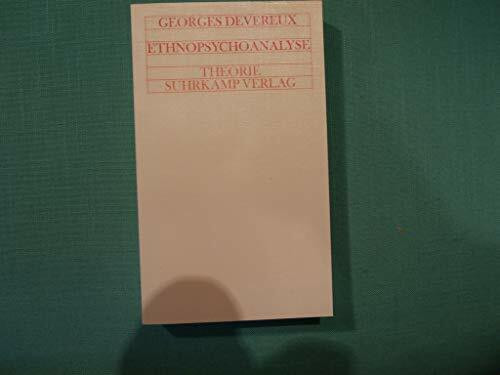 GEORGES DEVEREUX
ETHNOPSYCHOANALYSE
THEORIE
SUHRKAMP VERLAG